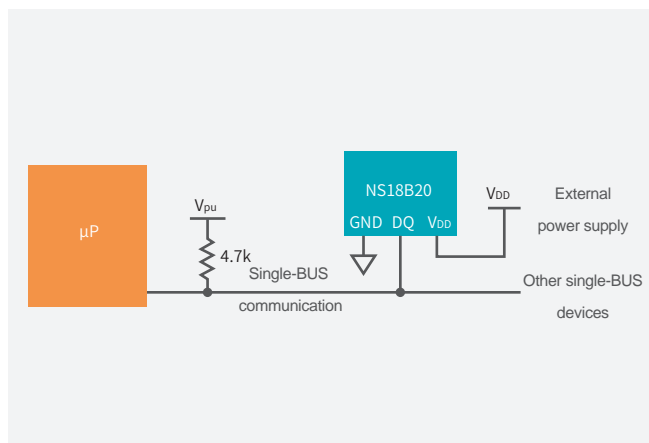 NS18B20
GND DQ VDD
VDD
External
power supply
μP
Vpu
4.7k
Single-BUS
communication
Other single-BUS
devices